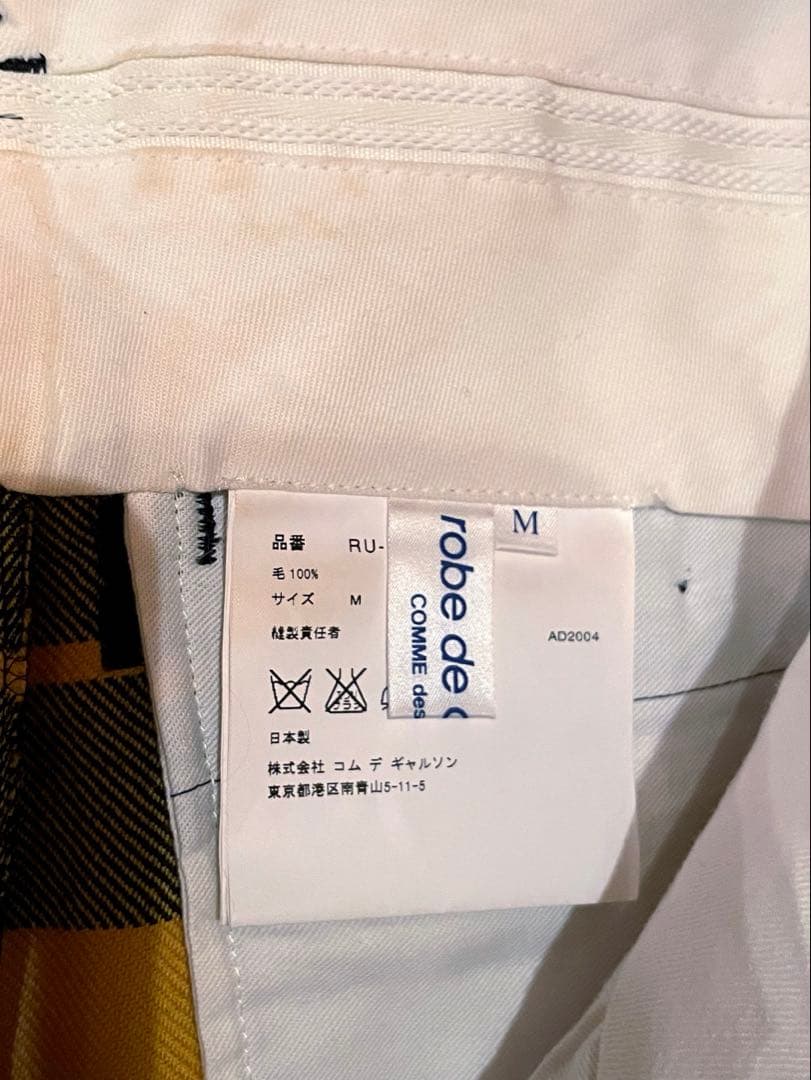 品番 RU-
毛 100%
サイズ M
縫製責任者
AD2004
日本製
株式会社 コム デ ギャルソン
東京都港区南青山5-11-5
robe de c
COMME des
M